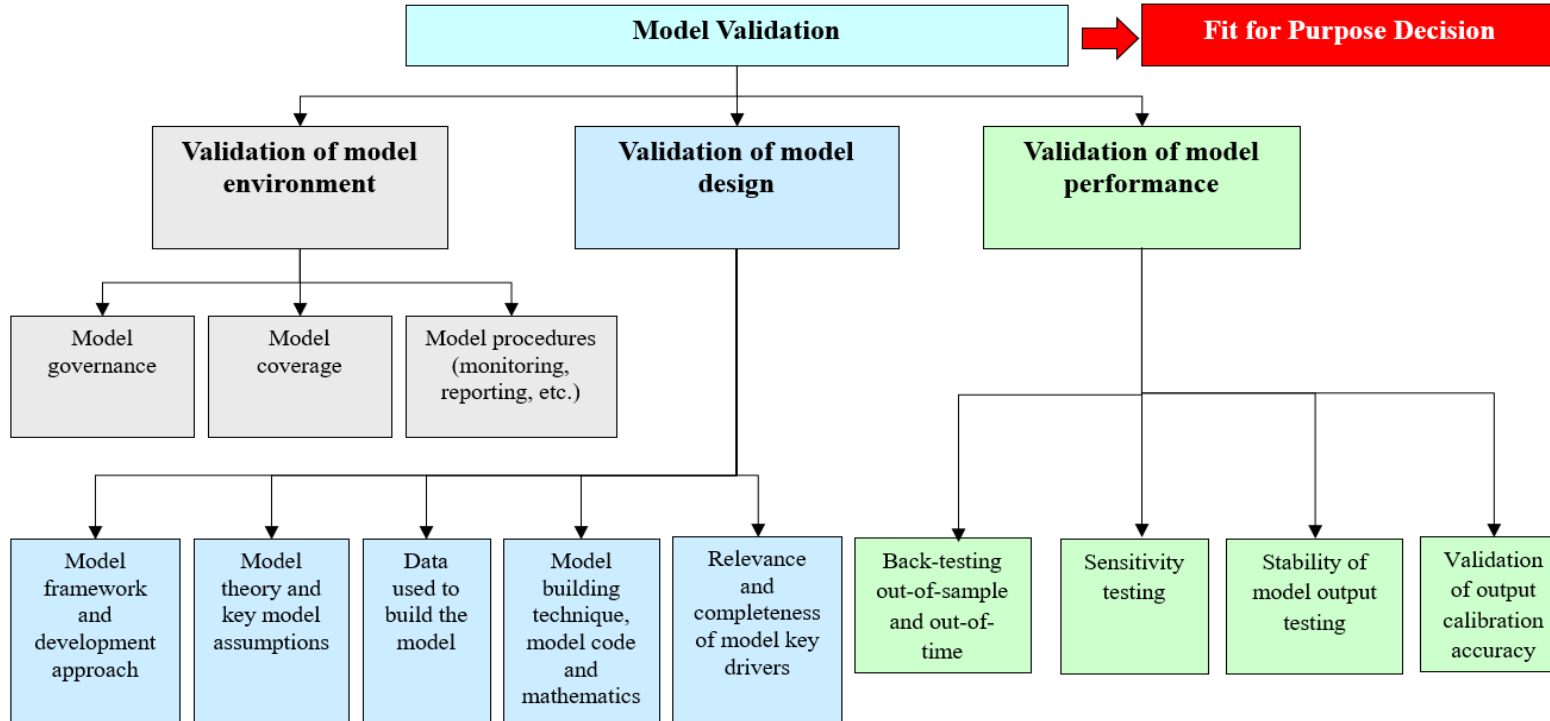 Model Validation
Fit for Purpose Decision
Validation of model
environment
Validation of model
design
Validation of model
performance
Model
governance
Model
coverage
Model procedures
(monitoring,
reporting, etc.)
Model
framework
and
development
approach
Model
theory and
key model
assumptions
Data
used to
build the
model
Model
building
technique,
model code
and
mathematics
Relevance
and
completeness
of model key
drivers
Back-testing
out-of-sample
and out-of-
time
Sensitivity
testing
Stability of
model output
testing
Validation
of output
calibration
accuracy